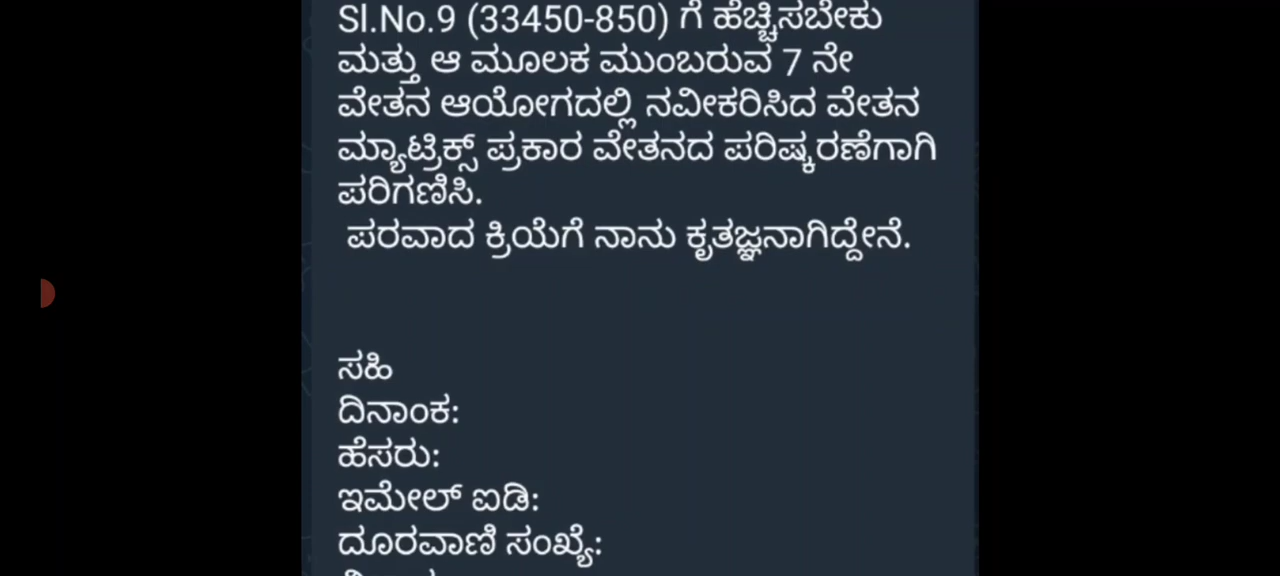 Sl.No.9 (33450-850) ಗೆ ಹೆಚ್ಚಿಸಬೇಕು
ಮತ್ತು ಆ ಮೂಲಕ ಮುಂಬರುವ 7 ನೇ
ವೇತನ ಆಯೋಗದಲ್ಲಿ ನವೀಕರಿಸಿದ ವೇತನ
ಮ್ಯಾಟ್ರಿಕ್ಸ್ ಪ್ರಕಾರ ವೇತನದ ಪರಿಷ್ಕರಣೆಗಾಗಿ
ಪರಿಗಣಿಸಿ.
ಪರವಾದ ಕ್ರಿಯೆಗೆ ನಾನು ಕೃತಜ್ಞನಾಗಿದ್ದೇನೆ.
ಸಹಿ
ದಿನಾಂಕ:
ಹೆಸರು:
ಇಮೇಲ್ ಐಡಿ:
ದೂರವಾಣಿ ಸಂಖ್ಯೆ: